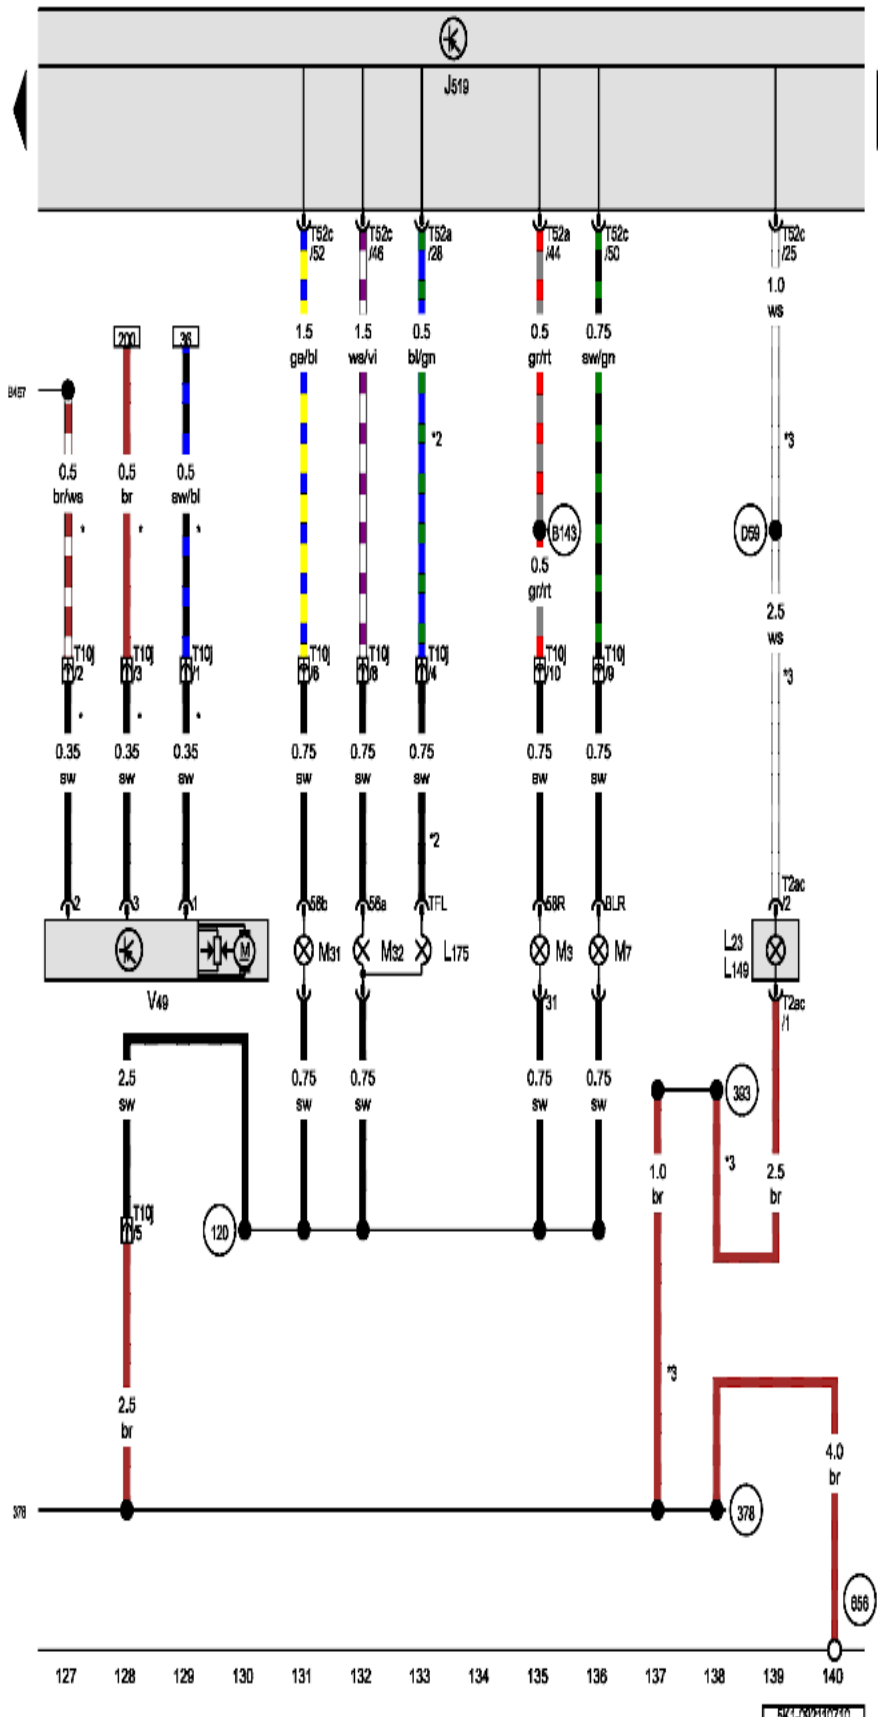 J519
T52c T52c T52a T52a T52c T52c
/52 /46 /28 /44 /50 /25
1.0
ws
200 36
1.5 1.5 0.5 0.5 0.75
ge/bl ws/vi bl/gn gr/rt sw/gn
B457
*2 *3
0.5 0.5 0.5
br/ws br sw/bl
* * *
B143 D59
0.5
gr/rt
2.5
ws
T10j T10j T10j T10j T10j T10j T10j T10j
/2 /3 /1 /6 /8 /4 /10 /9
*3
* * *
0.35 0.35 0.35 0.75 0.75 0.75 0.75 0.75
sw sw sw sw sw sw sw sw
*2
T2ac
2 3 1 56b 56a TFL 58R BLR /2
M M31 M32 L175 M3 M7 L23
L149
V49 31 T2ac
/1
2.5 0.75 0.75 0.75 0.75
sw sw sw sw sw
393
*3
1.0 2.5
br br
T10j
/5
120
*3
2.5
br
4.0
br
378 378
656
127 128 129 130 131 132 133 134 135 136 137 138 139 140
5K1-092110710